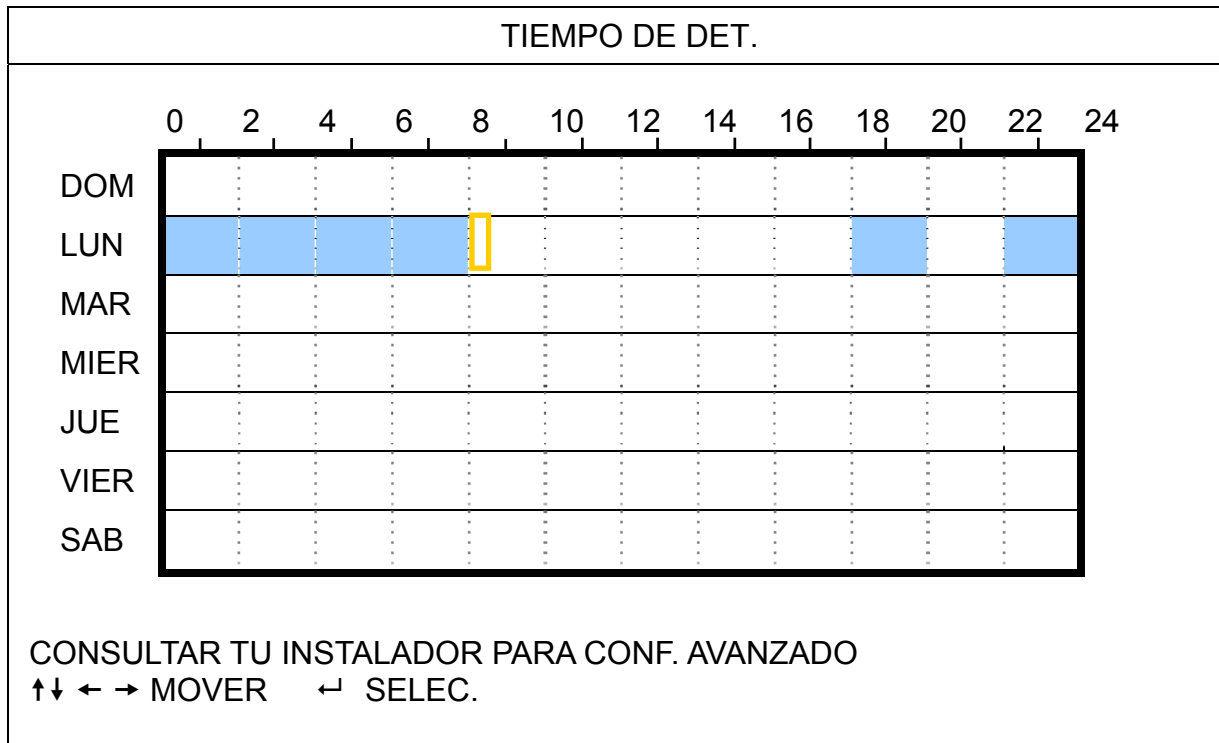 TIEMPO DE DET.
0 2 4 6 8 10 12 14 16 18 20 22 24
DOM
LUN
MAR
MIER
JUE
VIER
SAB
CONSULTAR TU INSTALADOR PARA CONF. AVANZADO
↑↓ ← → MOVER ↵ SELEC.